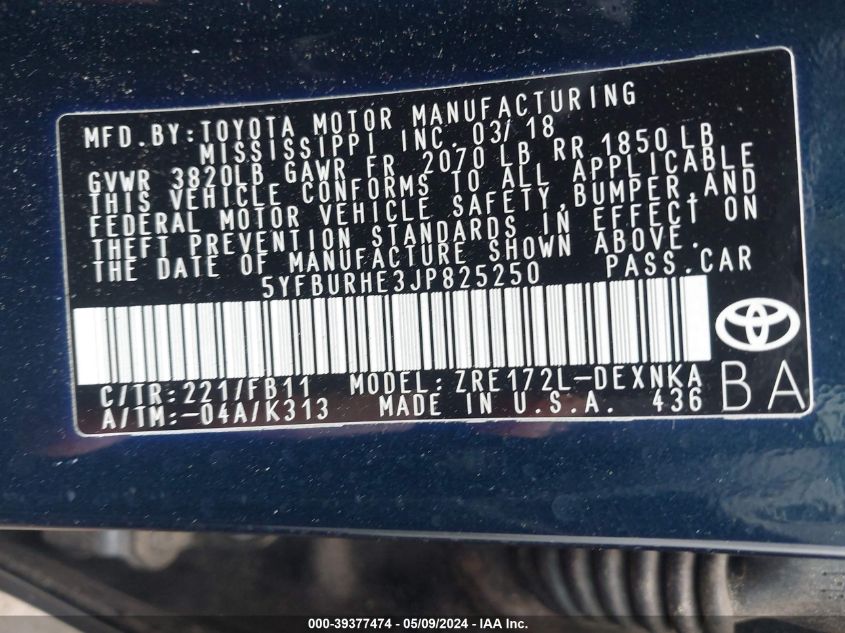 MFD.BY:TOYOTA MOTOR MANUFACTURING
MISSISSIPPI INC. 03/18
GVWR 3820LB GAWR FR 2070 LB RR 1850 LB
THIS VEHICLE CONFORMS TO ALL APPLICABLE
FEDERAL MOTOR VEHICLE SAFETY,BUMPER,AND
THEFT PREVENTION STANDARDS IN EFFECT ON
THE DATE OF MANUFACTURE SHOWN ABOVE.
5YFBURHE3JP825250 PASS.CAR
C/TR:221/FB11 MODEL:ZRE172L-DEXNKA
A/TM:-04A/K313 MADE IN U.S.A. 436
BA
000-39377474 - 05/09/2024 - IAA Inc.